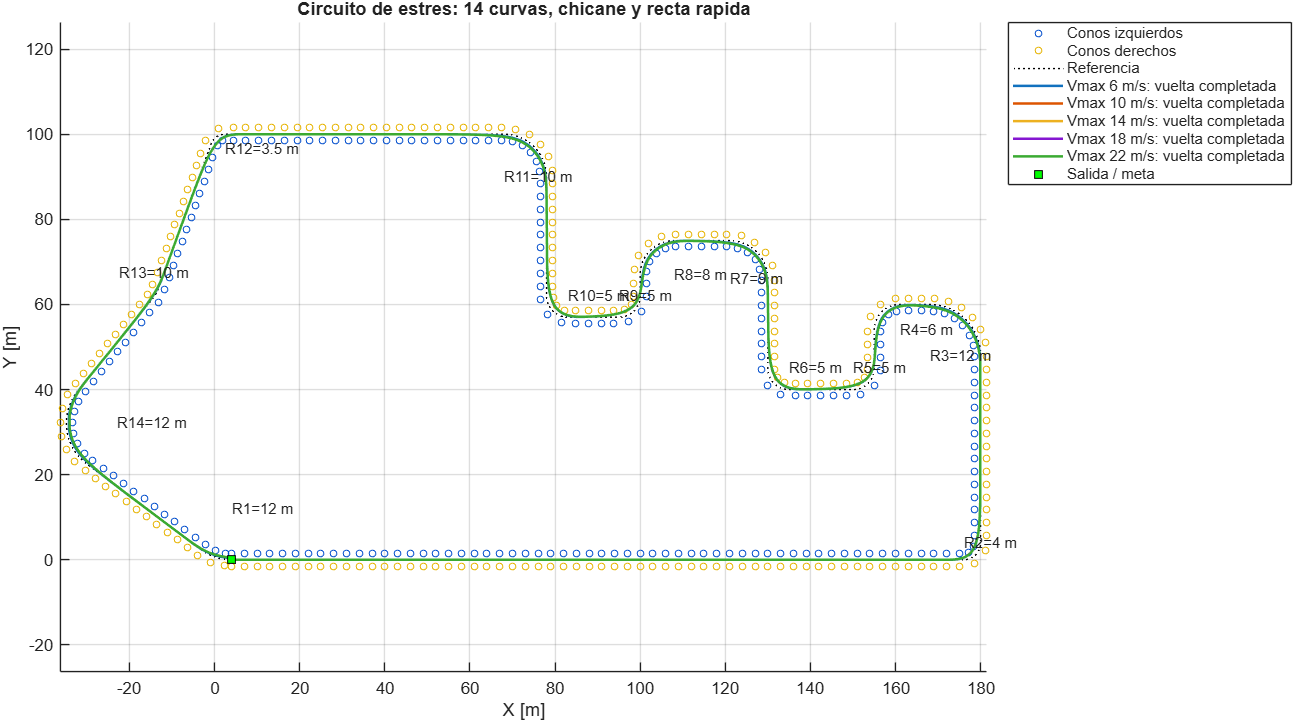 Circuito de estres: 14 curvas, chicane y recta rapida
Conos izquierdos
Conos derechos
Referencia
Vmax 6 m/s: vuelta completada
Vmax 10 m/s: vuelta completada
Vmax 14 m/s: vuelta completada
Vmax 18 m/s: vuelta completada
Vmax 22 m/s: vuelta completada
Salida / meta
120
100
80
60
40
20
0
-20
Y [m]
R12=3.5 m
R11=10 m
R13=10 m
R10=5 m
R9=5 m
R8=8 m
R7=9 m
R6=5 m
R5=5 m
R4=6 m
R3=12 m
R14=12 m
R1=12 m
R2=4 m
-20
0
20
40
60
80
100
120
140
160
180
X [m]